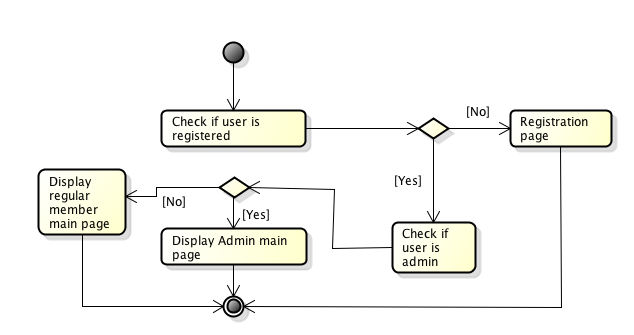 Check if user is
registered
[No]
Registration
page
[Yes]
Check if
user is
admin
Display
regular
member
main page
[No]
[Yes]
Display Admin main
page